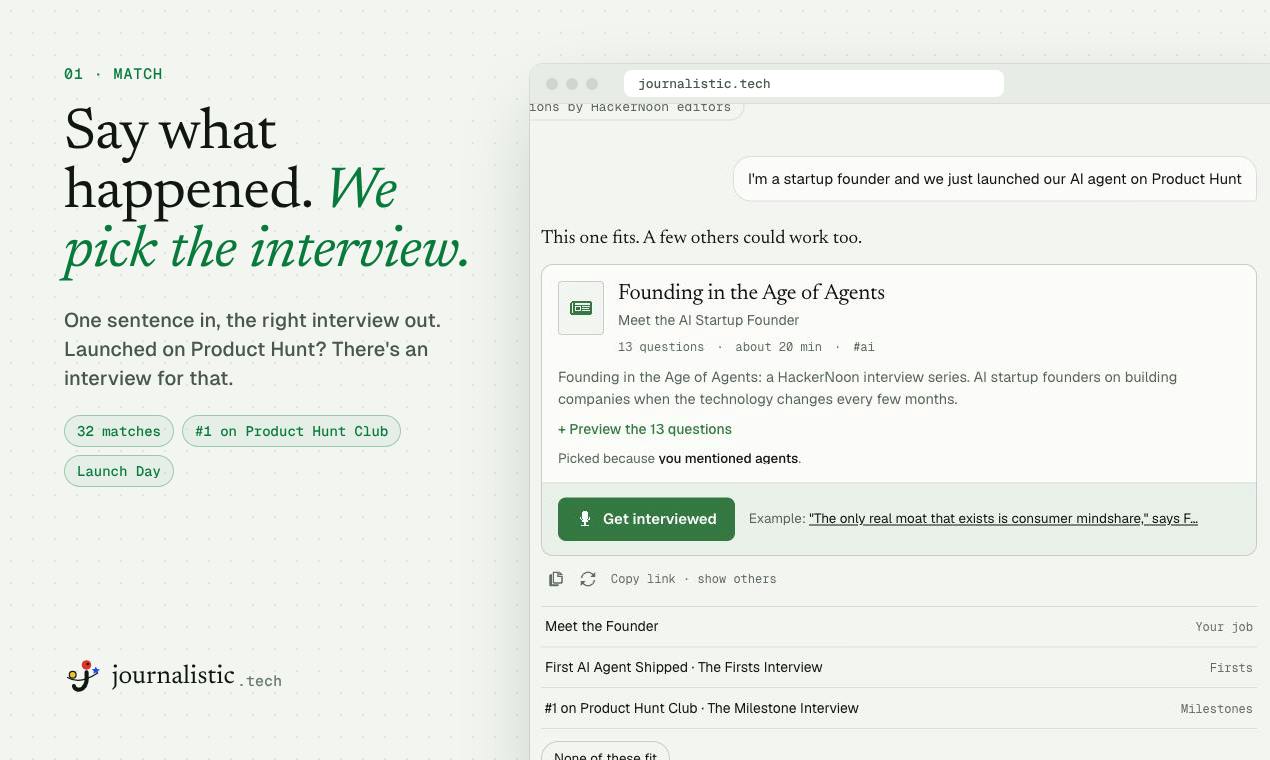 01 · MATCH
Say what
happened. We
pick the interview.
One sentence in, the right interview out.
Launched on Product Hunt? There's an
interview for that.
32 matches
#1 on Product Hunt Club
Launch Day
journalistic.tech
journalistic.tech
ions by HackerNoon editors
I'm a startup founder and we just launched our AI agent on Product Hunt
This one fits. A few others could work too.
Founding in the Age of Agents
Meet the AI Startup Founder
13 questions · about 20 min · #ai
Founding in the Age of Agents: a HackerNoon interview series. AI startup founders on building
companies when the technology changes every few months.
+ Preview the 13 questions
Picked because you mentioned agents.
Get interviewed
Example: "The only real moat that exists is consumer mindshare," says F…
Copy link · show others
Meet the Founder Your job
First AI Agent Shipped · The Firsts Interview Firsts
#1 on Product Hunt Club · The Milestone Interview Milestones
None of these fit